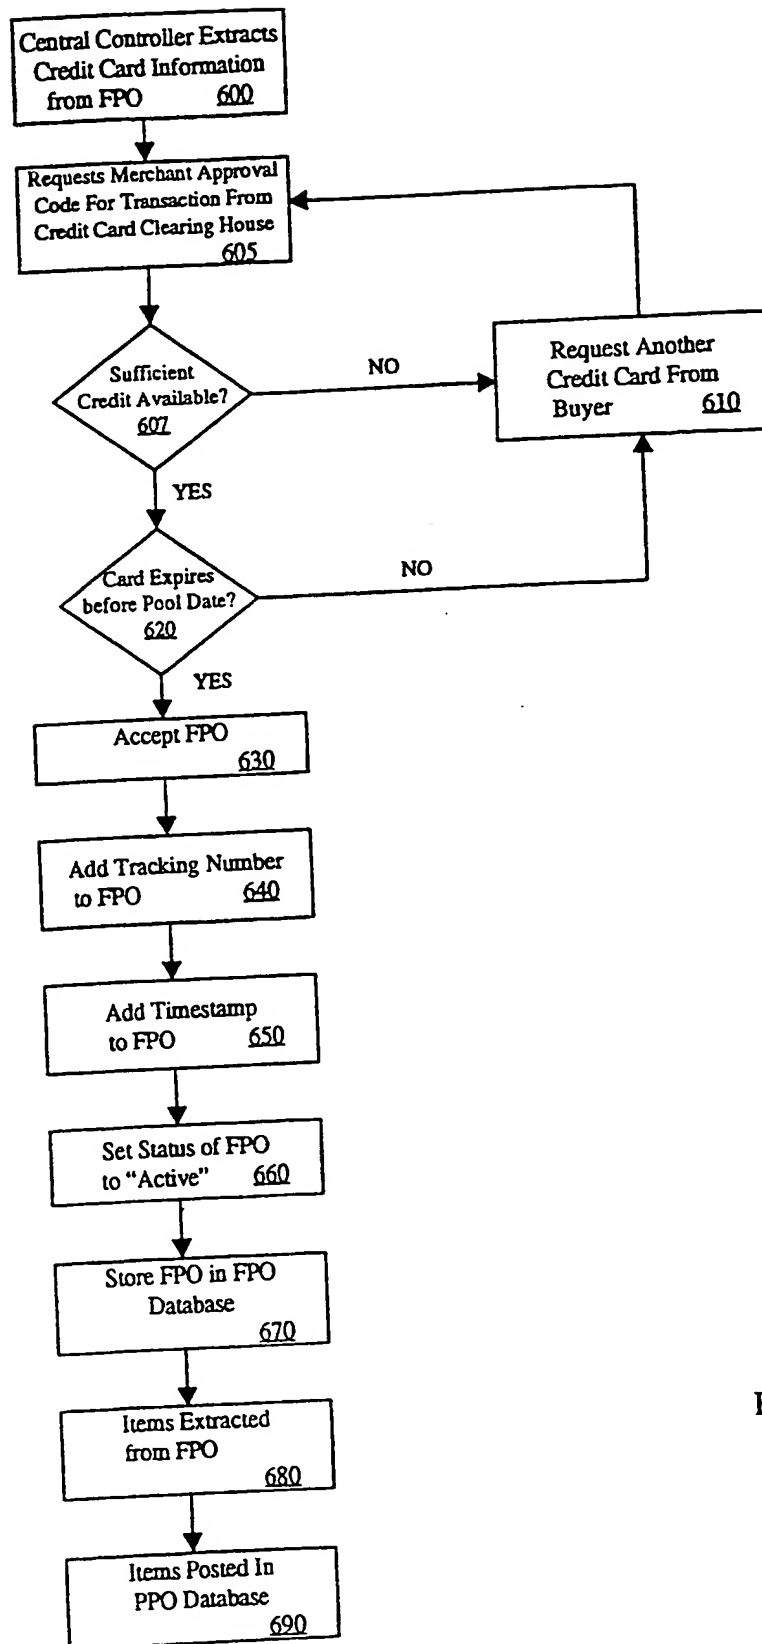 Central Controller Extracts
Credit Card Information
from FPO 600
Requests Merchant Approval
Code For Transaction From
Credit Card Clearing House
605
Sufficient
Credit Available?
607
NO
Request Another
Credit Card From
Buyer 610
YES
Card Expires
before Pool Date?
620
NO
YES
Accept FPO
630
Add Tracking Number
to FPO 640
Add Timestamp
to FPO 650
Set Status of FPO
to “Active” 660
Store FPO in FPO
Database
670
Items Extracted
from FPO
680
Items Posted In
PPO Database
690